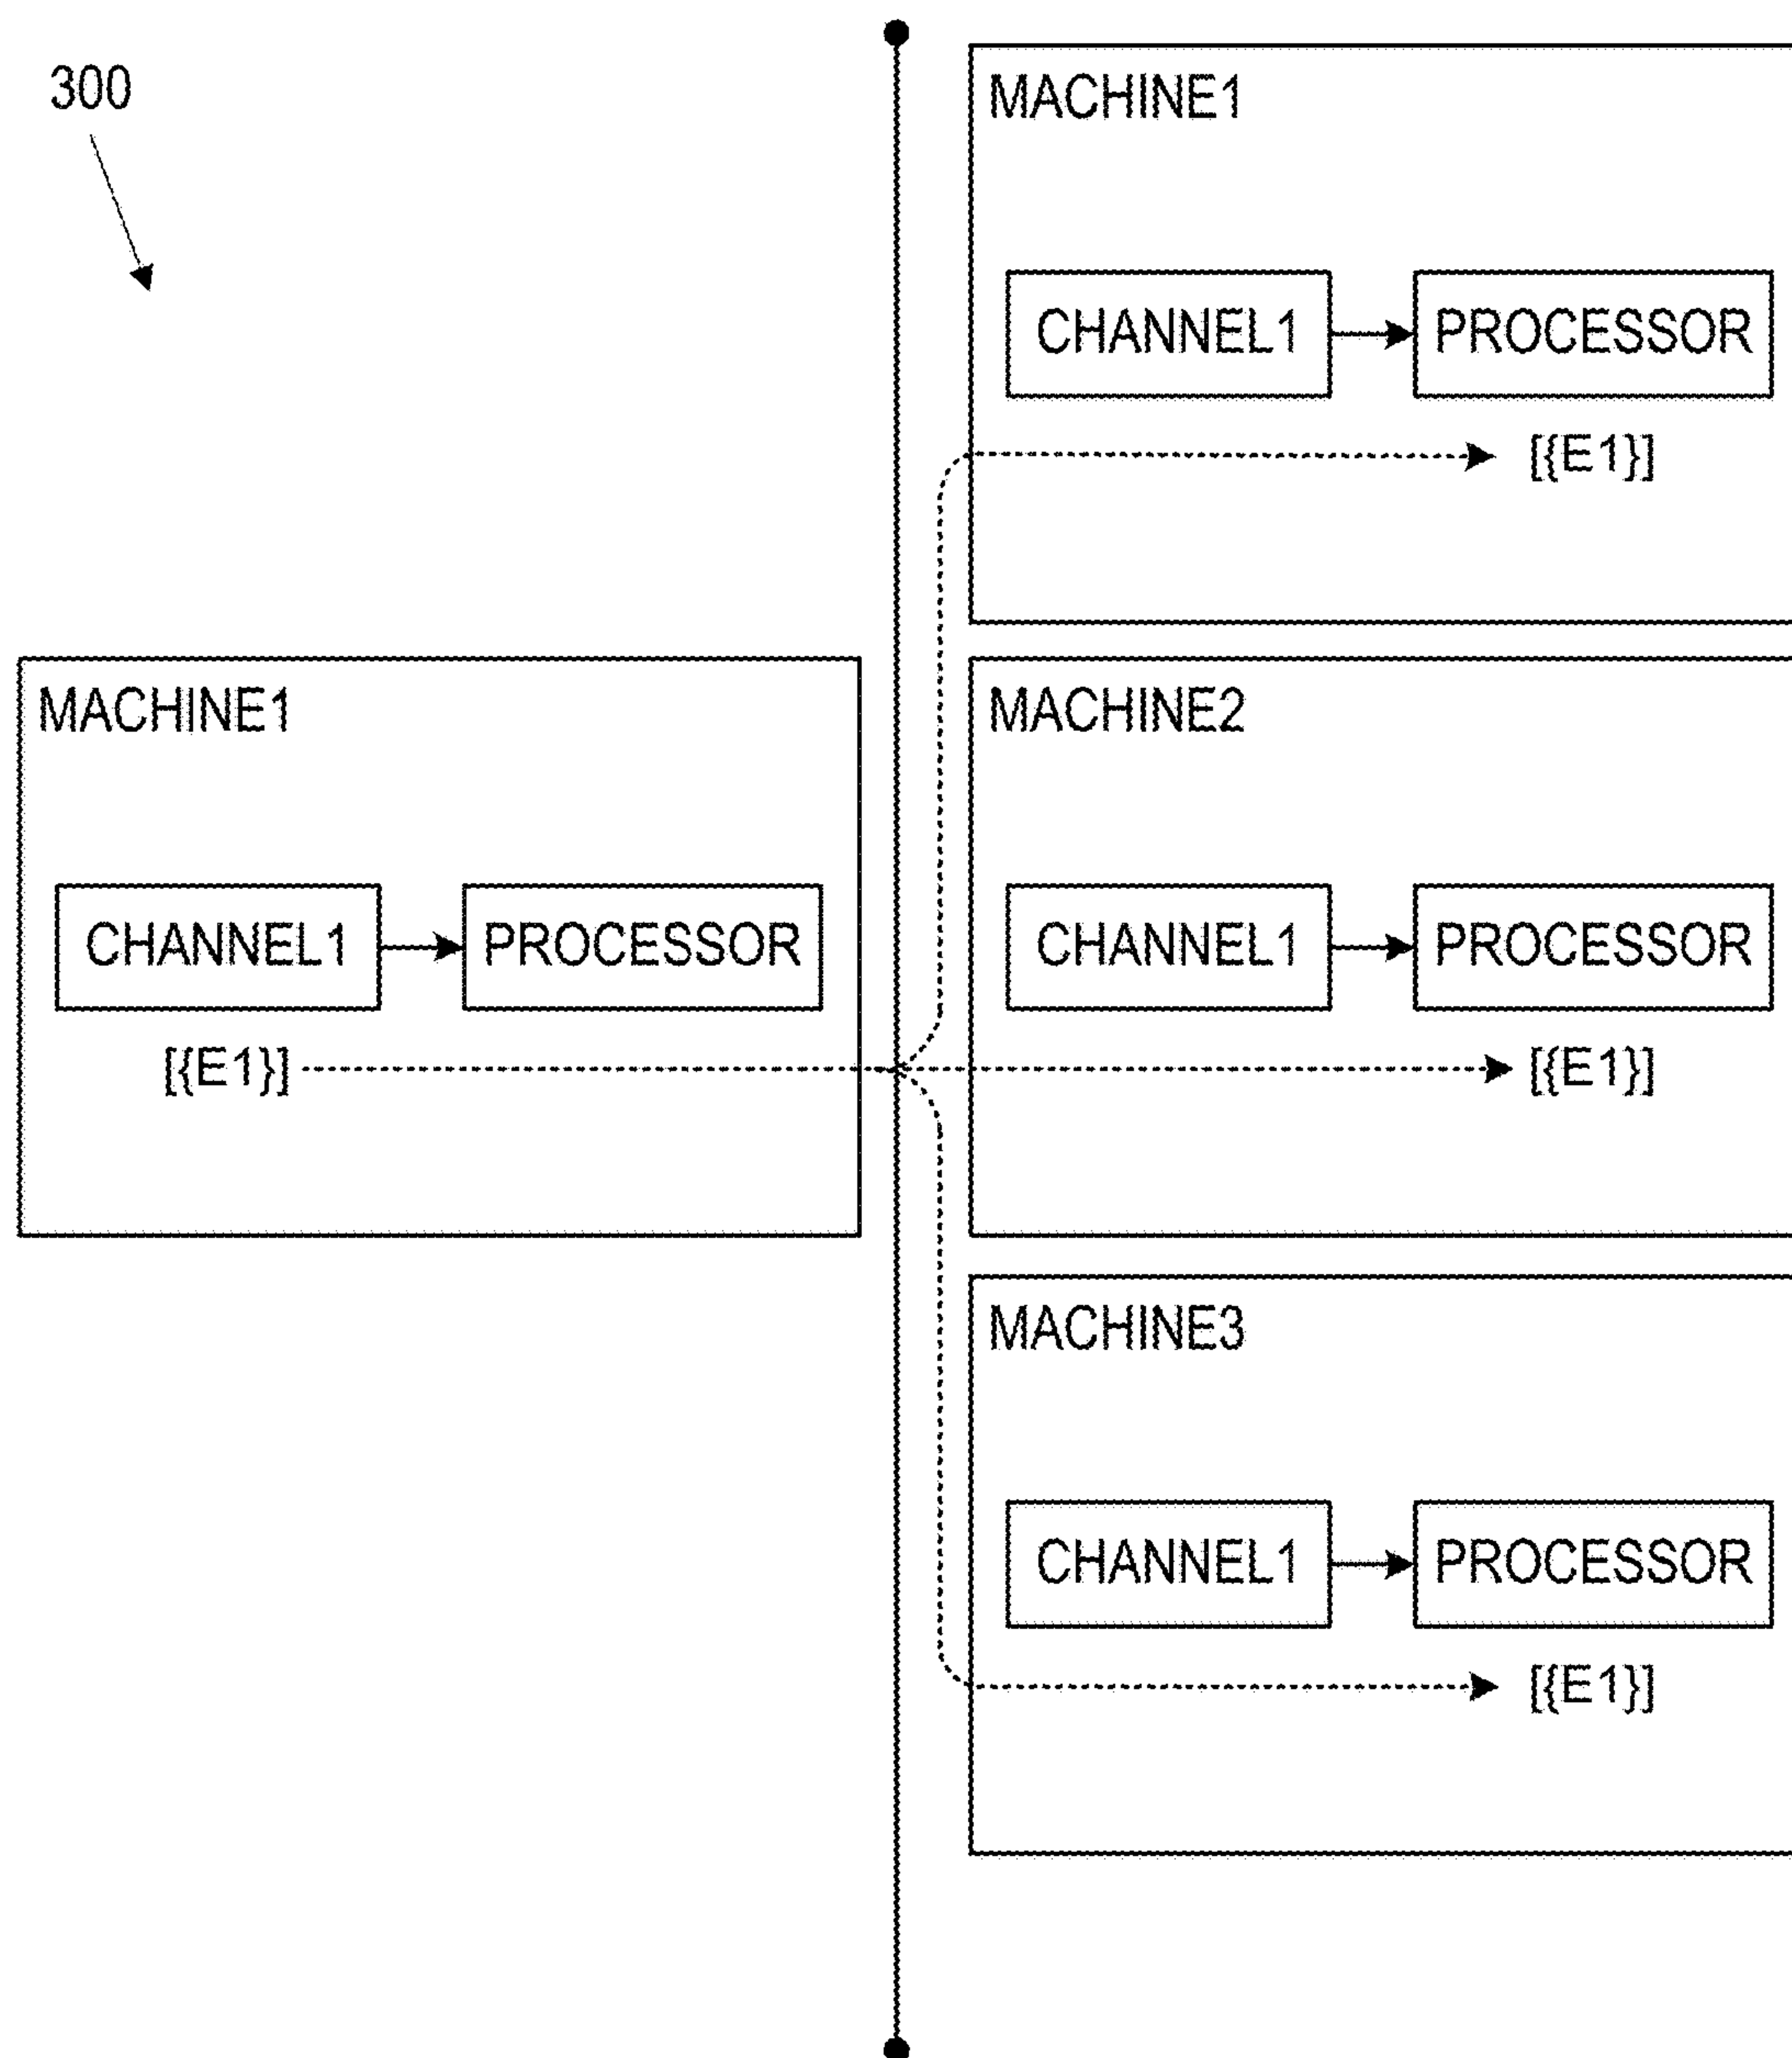 300
MACHINE1
CHANNEL1 PROCESSOR
[{E1}]
MACHINE1
CHANNEL1 PROCESSOR
[{E1}]
MACHINE2
CHANNEL1 PROCESSOR
[{E1}]
MACHINE3
CHANNEL1 PROCESSOR
[{E1}]